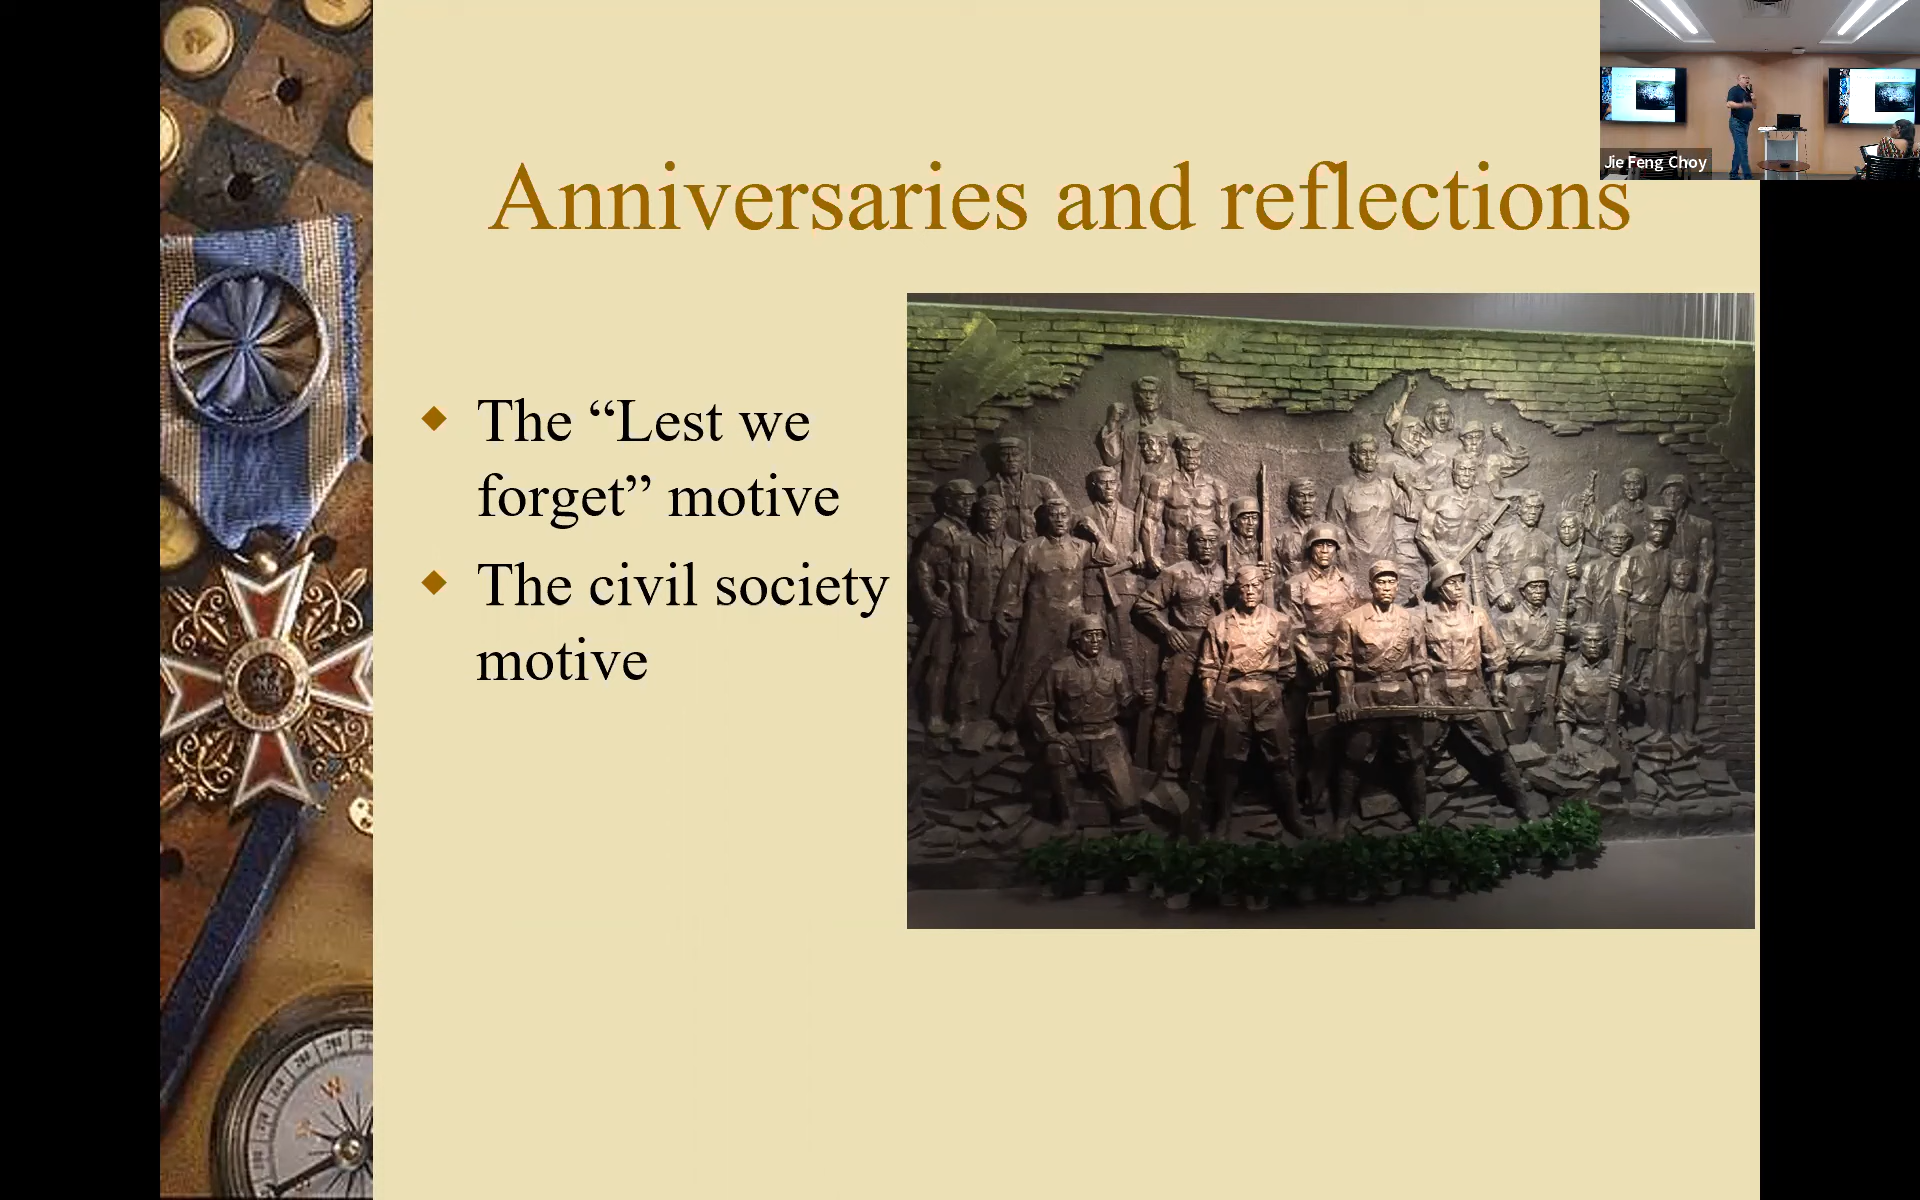 Jie Feng Choy
Anniversaries and reflections
The “Lest we
forget” motive
The civil society
motive